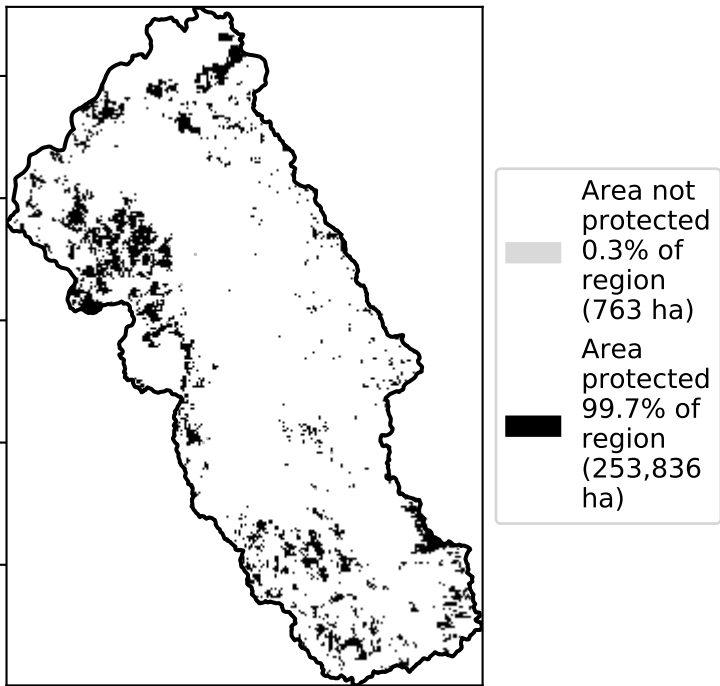 Area not
protected
0.3% of
region
(763 ha)
Area
protected
99.7% of
region
(253,836
ha)